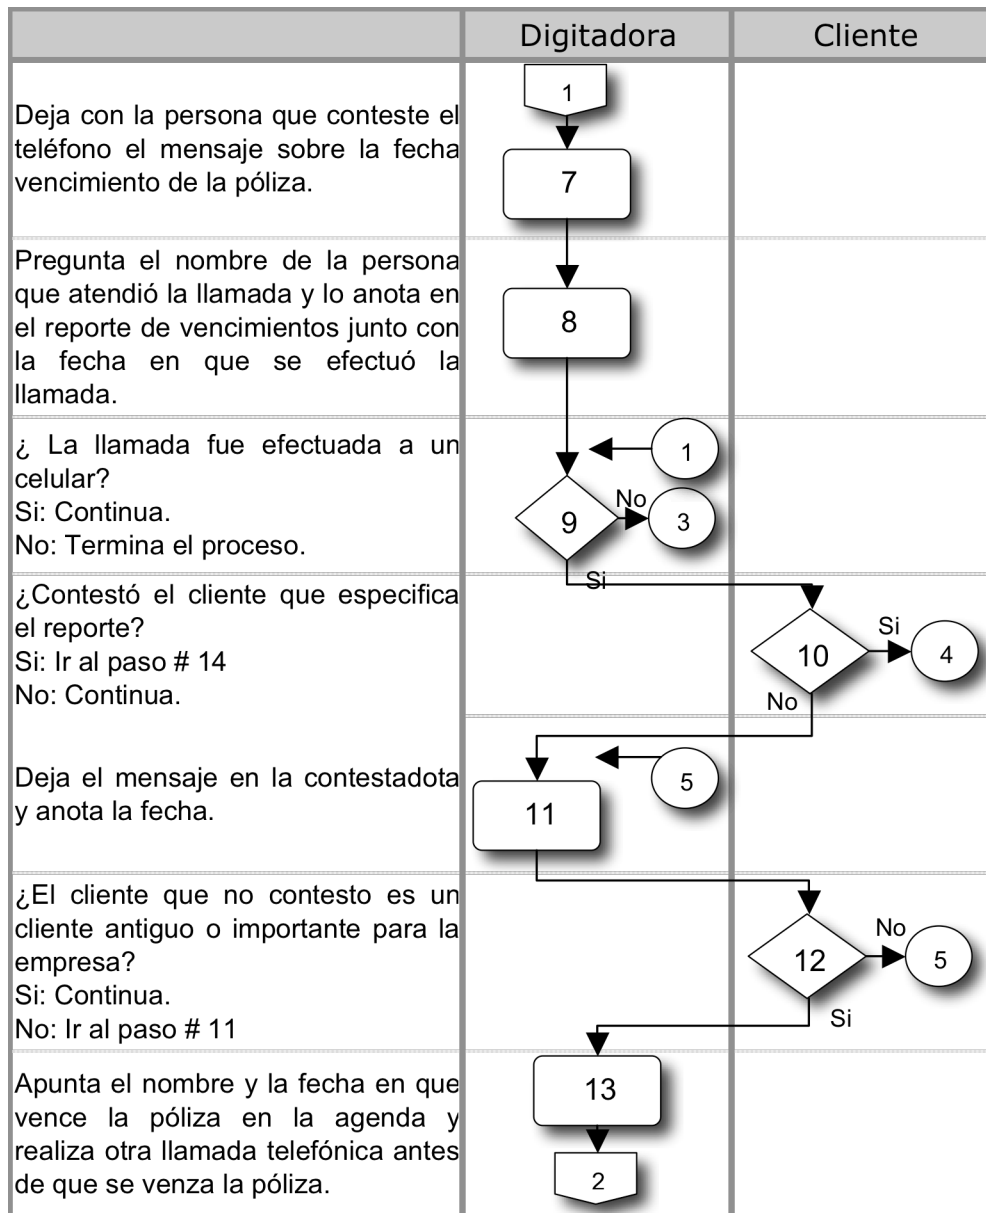 Digitadora Cliente
1
Deja con la persona que conteste el
teléfono el mensaje sobre la fecha
vencimiento de la póliza.
7
Pregunta el nombre de la persona
que atendió la llamada y lo anota en
el reporte de vencimientos junto con
la fecha en que se efectuó la
llamada.
8
¿ La llamada fue efectuada a un
celular?
Si: Continua.
No: Termina el proceso.
1
9 No 3
Si
¿Contestó el cliente que especifica
el reporte?
Si: Ir al paso # 14
No: Continua.
10 Si 4
No
Deja el mensaje en la contestadota
y anota la fecha.
5
11
¿El cliente que no contesto es un
cliente antiguo o importante para la
empresa?
Si: Continua.
No: Ir al paso # 11
12 No 5
Si
Apunta el nombre y la fecha en que
vence la póliza en la agenda y
realiza otra llamada telefónica antes
de que se venza la póliza.
13
2